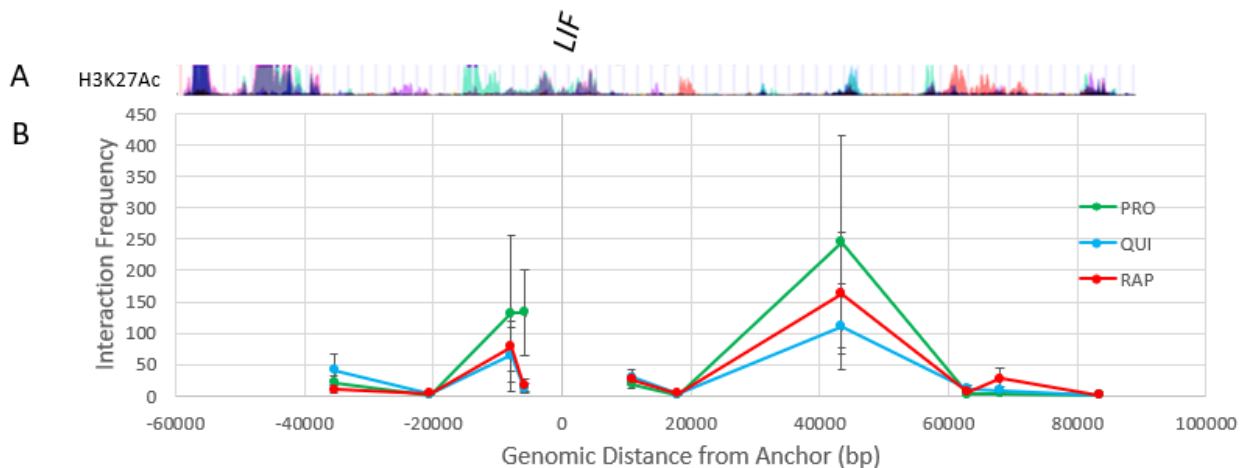 LIF
A
H3K27Ac
B
450
400
350
300
250
200
150
100
50
0
Interaction Frequency
PRO
QUI
RAP
-60000 -40000 -20000 0 20000 40000 60000 80000 100000
Genomic Distance from Anchor (bp)